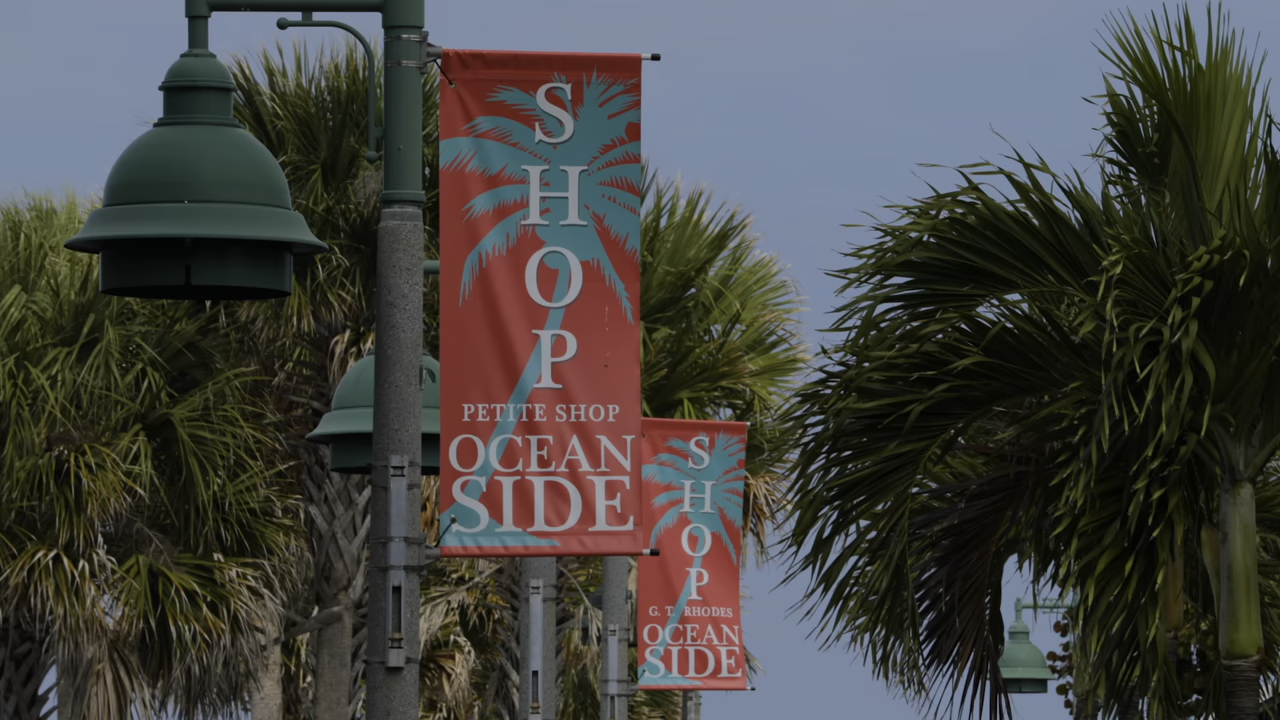 S
H
O
P
PETITE SHOP
OCEAN
SIDE
S
H
O
P
G. T. RHODES
OCEAN
SIDE